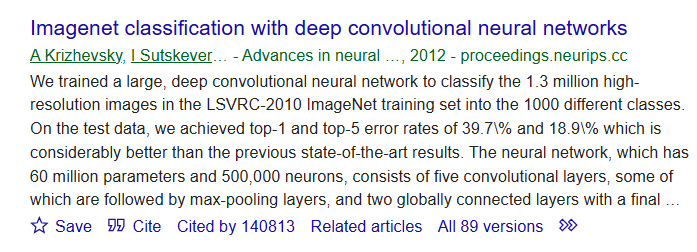 Imagenet classification with deep convolutional neural networks
A Krizhevsky, I Sutskever… - Advances in neural …, 2012 - proceedings.neurips.cc
We trained a large, deep convolutional neural network to classify the 1.3 million high-
resolution images in the LSVRC-2010 ImageNet training set into the 1000 different classes.
On the test data, we achieved top-1 and top-5 error rates of 39.7\% and 18.9\% which is
considerably better than the previous state-of-the-art results. The neural network, which has
60 million parameters and 500,000 neurons, consists of five convolutional layers, some of
which are followed by max-pooling layers, and two globally connected layers with a final …
Save Cite Cited by 140813 Related articles All 89 versions